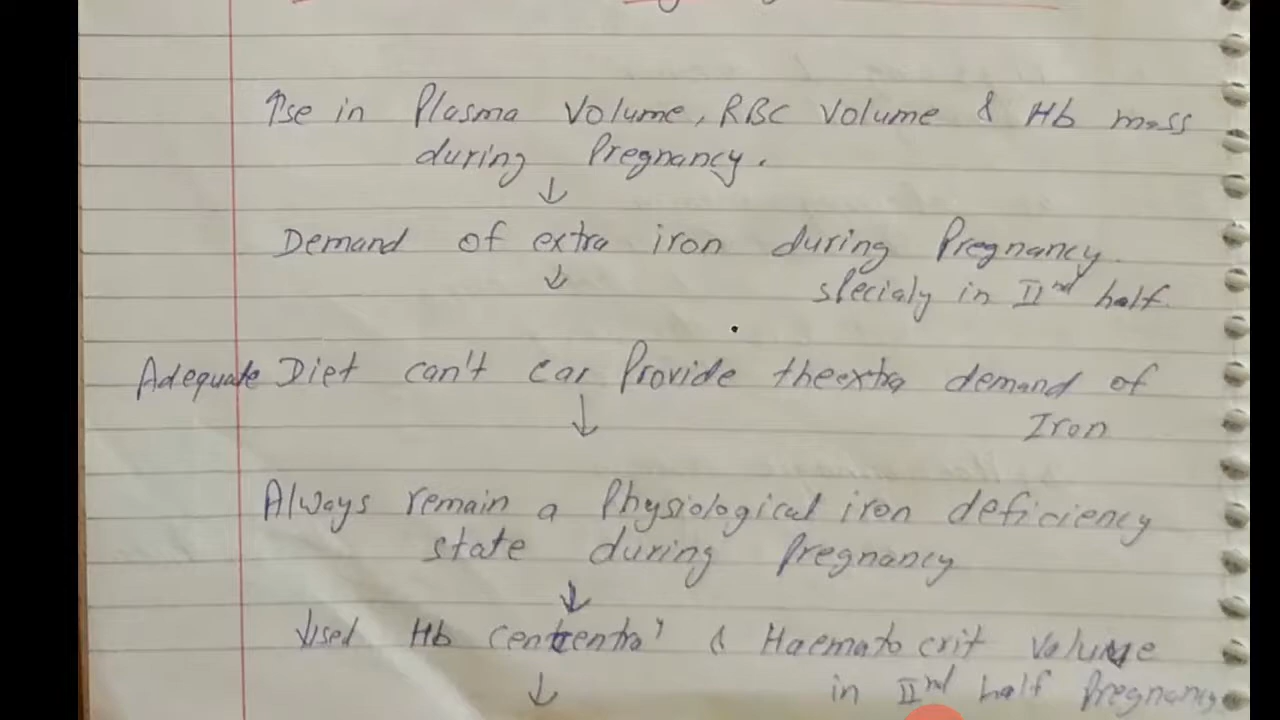 ↑se in Plasma Volume, RBC Volume & Hb mass
during Pregnancy.
↓
Demand of extra iron during Pregnancy.
↓ specialy in IInd half
Adequate Diet can't car Provide the extra demand of
↓ Iron
Always remain a Physiological iron deficiency
state during Pregnancy
↓
↓sed Hb & Haematocrit Volume
↓ in IInd half Pregnancy